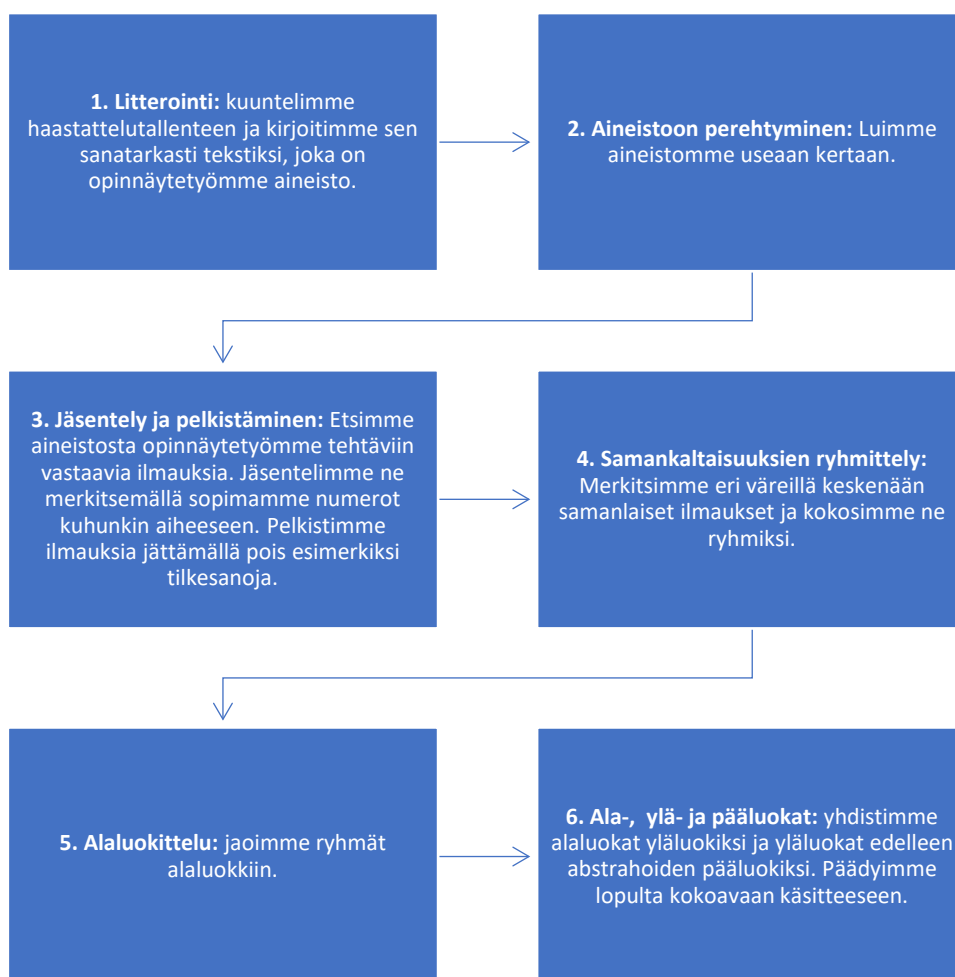 1. Litterointi: kuuntelimme
haastattelutallenteen ja kirjoitimme sen
sanatarkasti tekstiksi, joka on
opinnäytetyömme aineisto.
2. Aineistoon perehtyminen: Luimme
aineistomme useaan kertaan.
3. Jäsentely ja pelkistäminen: Etsimme
aineistosta opinnäytetyömme tehtäviin
vastaavia ilmauksia. Jäsentelimme ne
merkitsemällä sopimamme numerot
kuhunkin aiheeseen. Pelkistimme
ilmauksia jättämällä pois esimerkiksi
tilkesanoja.
4. Samankaltaisuuksien ryhmittely:
Merkitsimme eri väreillä keskenään
samanlaiset ilmaukset ja kokosimme ne
ryhmiksi.
5. Alaluokittelu: jaoimme ryhmät
alaluokkiin.
6. Ala-, ylä- ja pääluokat: yhdistimme
alaluokat yläluokiksi ja yläluokat edelleen
abstrahoiden pääluokiksi. Päädyimme
lopulta kokoavaan käsitteeseen.